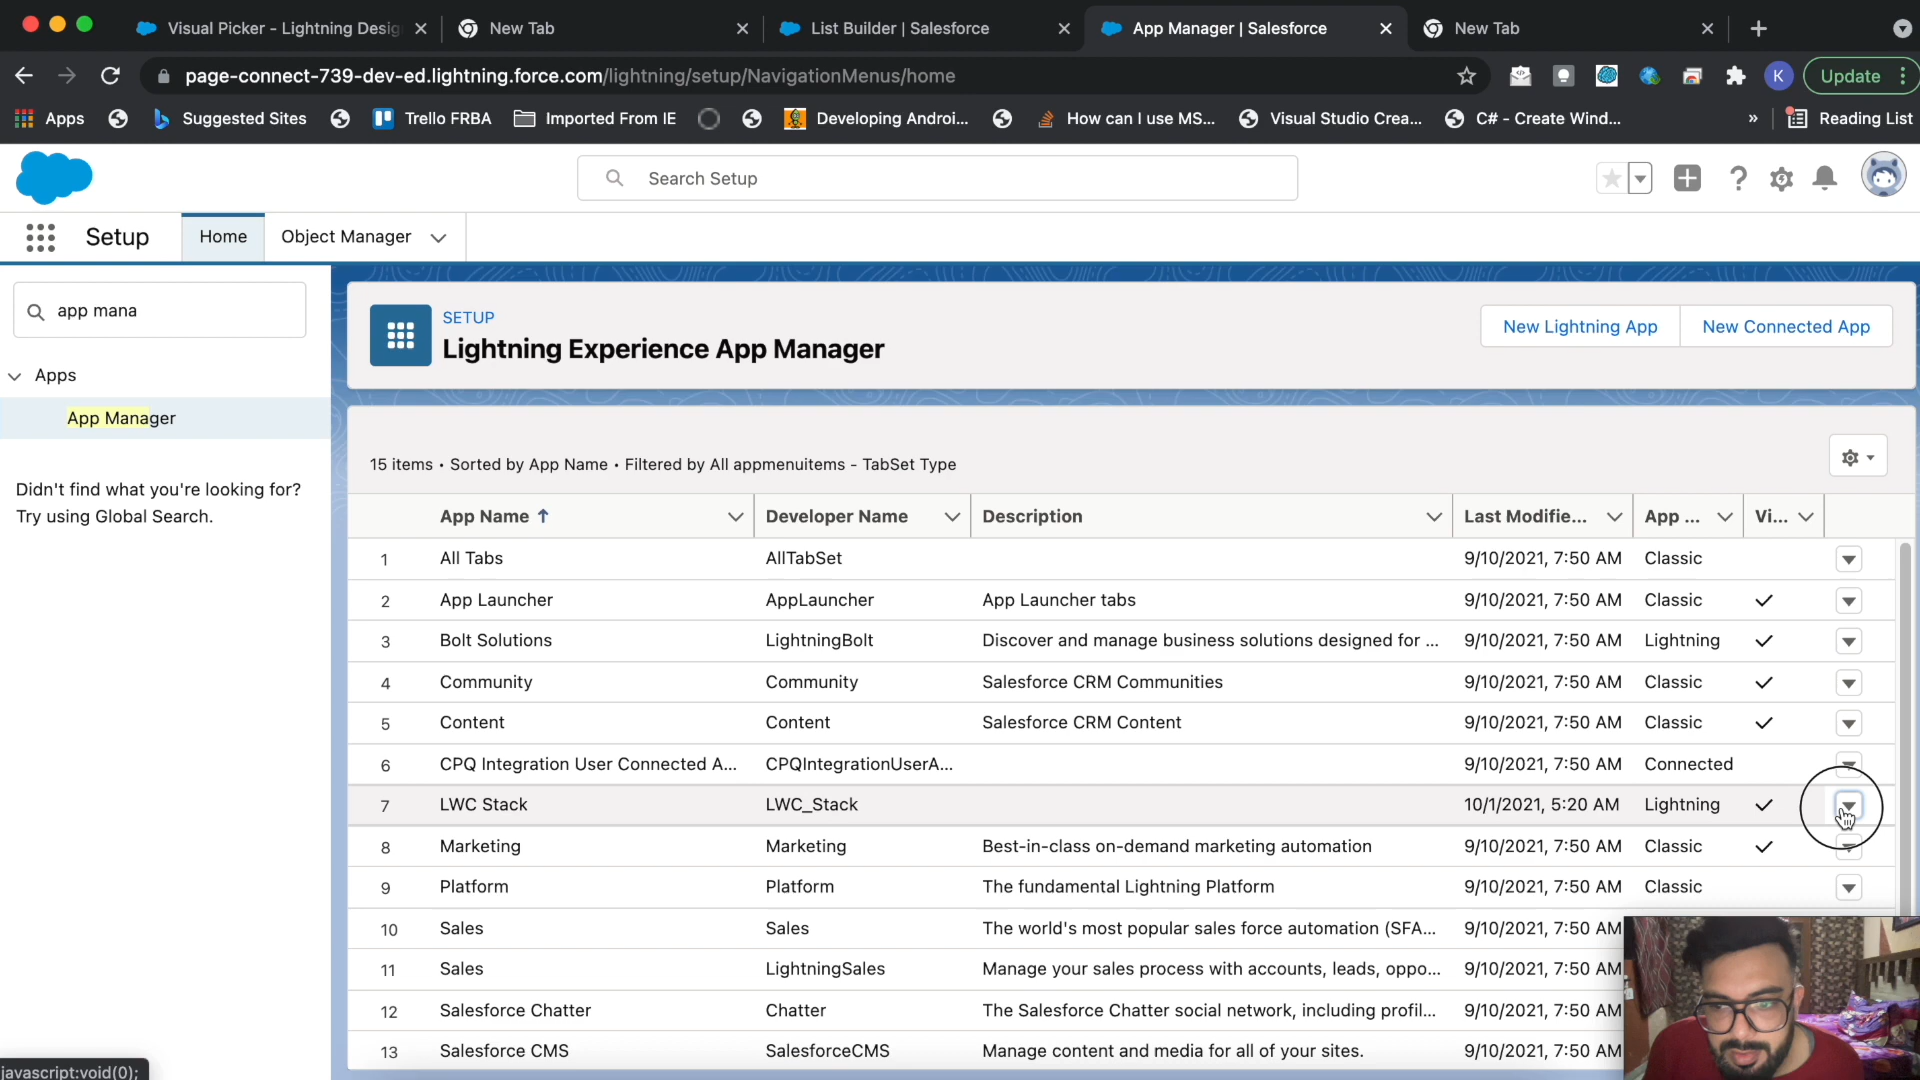 Visual Picker - Lightning Desig
New Tab
List Builder | Salesforce
App Manager | Salesforce
New Tab
page-connect-739-dev-ed.lightning.force.com/lightning/setup/NavigationMenus/home
K
Update
Apps
Suggested Sites
Trello FRBA
Imported From IE
Developing Androi...
How can I use MS...
Visual Studio Crea...
C# - Create Wind...
»
Reading List
Search Setup
Setup
Home
Object Manager
app mana
Apps
App Manager
Didn't find what you're looking for?
Try using Global Search.
SETUP
Lightning Experience App Manager
New Lightning App
New Connected App
15 items • Sorted by App Name • Filtered by All appmenuitems - TabSet Type
App Name ↑ Developer Name Description Last Modifie... App ... Vi...
1 All Tabs AllTabSet 9/10/2021, 7:50 AM Classic
2 App Launcher AppLauncher App Launcher tabs 9/10/2021, 7:50 AM Classic
3 Bolt Solutions LightningBolt Discover and manage business solutions designed for ... 9/10/2021, 7:50 AM Lightning
4 Community Community Salesforce CRM Communities 9/10/2021, 7:50 AM Classic
5 Content Content Salesforce CRM Content 9/10/2021, 7:50 AM Classic
6 CPQ Integration User Connected A... CPQIntegrationUserA... 9/10/2021, 7:50 AM Connected
7 LWC Stack LWC_Stack 10/1/2021, 5:20 AM Lightning
8 Marketing Marketing Best-in-class on-demand marketing automation 9/10/2021, 7:50 AM Classic
9 Platform Platform The fundamental Lightning Platform 9/10/2021, 7:50 AM Classic
10 Sales Sales The world's most popular sales force automation (SFA... 9/10/2021, 7:50 AM
11 Sales LightningSales Manage your sales process with accounts, leads, oppo... 9/10/2021, 7:50 AM
12 Salesforce Chatter Chatter The Salesforce Chatter social network, including profil... 9/10/2021, 7:50 AM
13 Salesforce CMS SalesforceCMS Manage content and media for all of your sites. 9/10/2021, 7:50 AM
javascript:void(0);